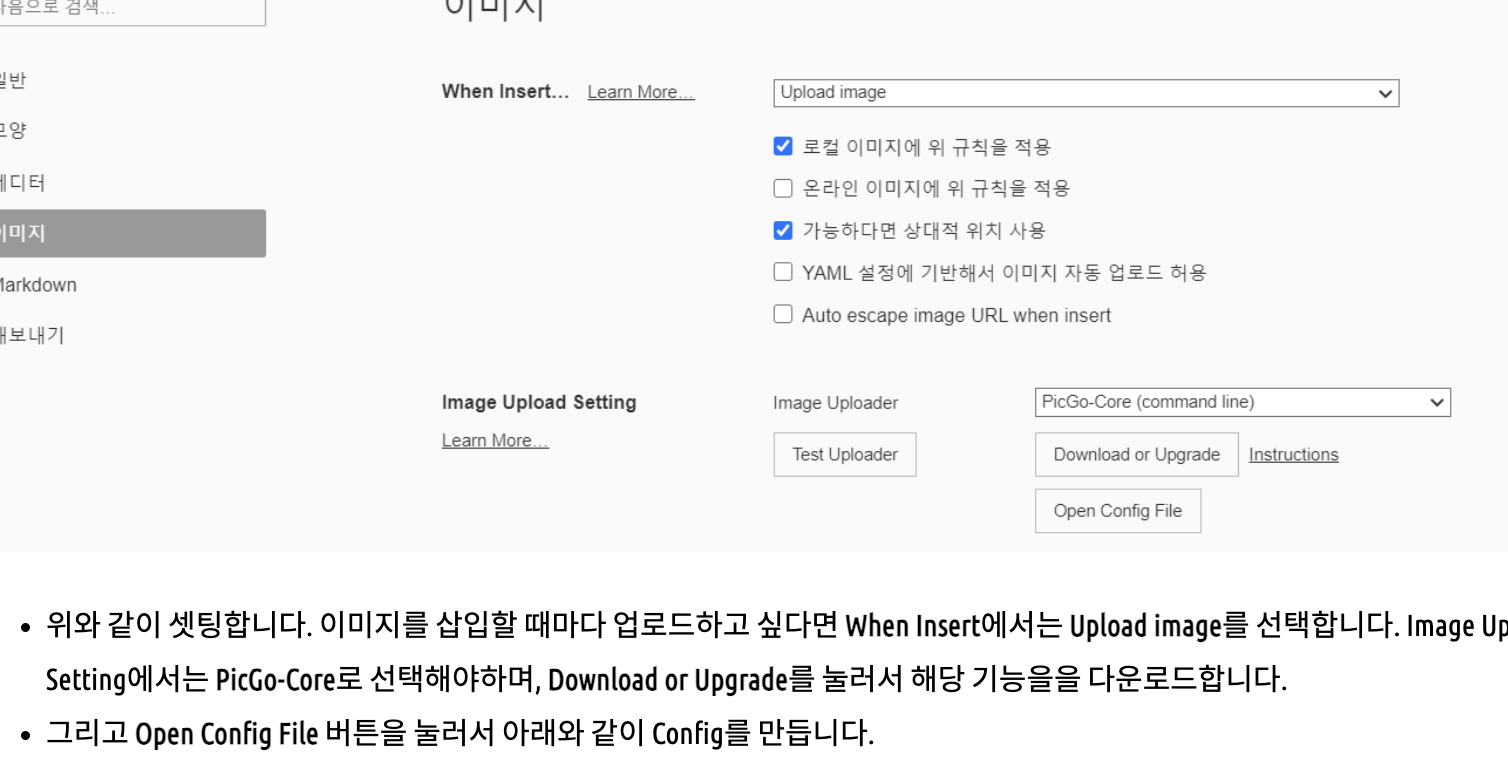 다음으로 검색...
이미지
일반
When Insert... Learn More... Upload image
모양
로컬 이미지에 위 규칙을 적용
에디터
온라인 이미지에 위 규칙을 적용
이미지
가능하다면 상대적 위치 사용
Markdown
YAML 설정에 기반해서 이미지 자동 업로드 허용
내보내기
Auto escape image URL when insert
Image Upload Setting Image Uploader PicGo-Core (command line)
Learn More... Test Uploader Download or Upgrade Instructions
Open Config File
• 위와 같이 셋팅합니다. 이미지를 삽입할 때마다 업로드하고 싶다면 When Insert에서는 Upload image를 선택합니다. Image Up
Setting에서는 PicGo-Core로 선택해야하며, Download or Upgrade를 눌러서 해당 기능을을 다운로드합니다.
• 그리고 Open Config File 버튼을 눌러서 아래와 같이 Config를 만듭니다.